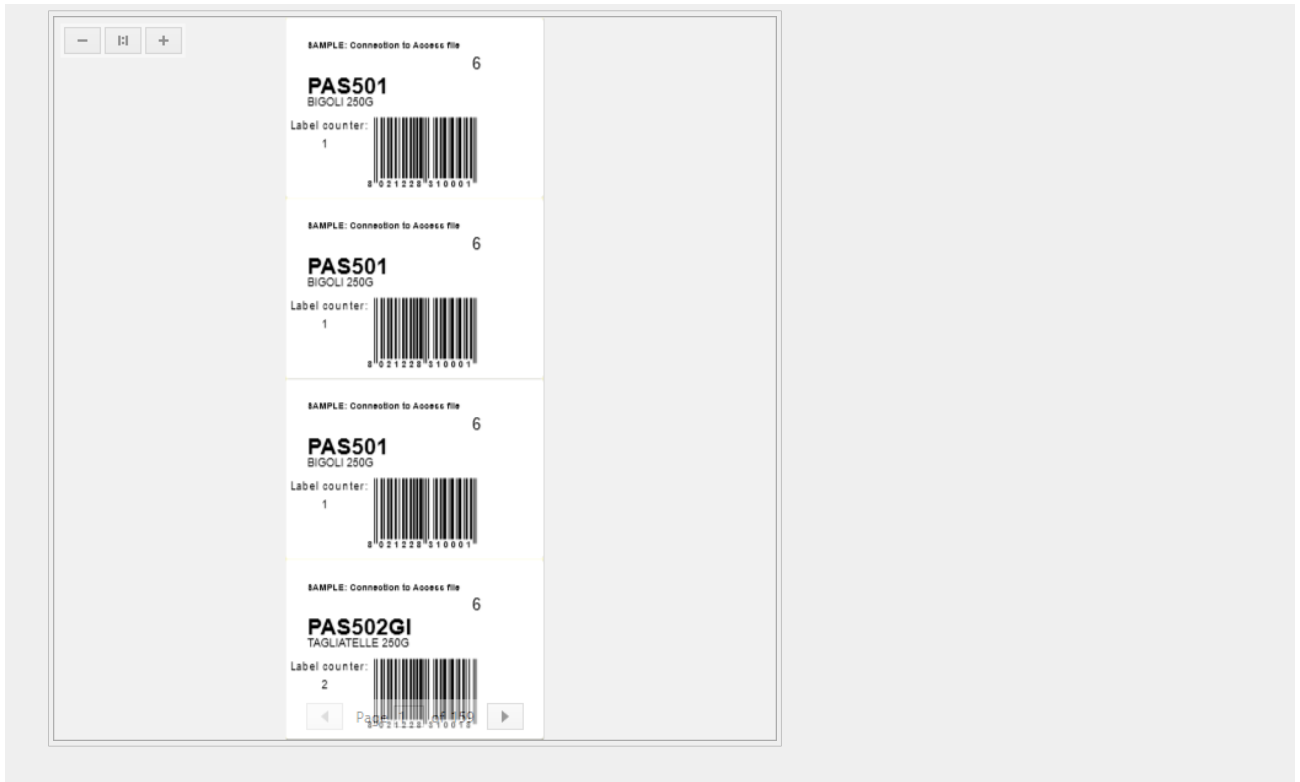 SAMPLE: Connection to Access file
6
PAS501
BIGOLI 250G
Label counter:
1
8 021228 310001
SAMPLE: Connection to Access file
6
PAS501
BIGOLI 250G
Label counter:
1
8 021228 310001
SAMPLE: Connection to Access file
6
PAS501
BIGOLI 250G
Label counter:
1
8 021228 310001
SAMPLE: Connection to Access file
6
PAS502GI
TAGLIATELLE 250G
Label counter:
2
Page 1 of 159